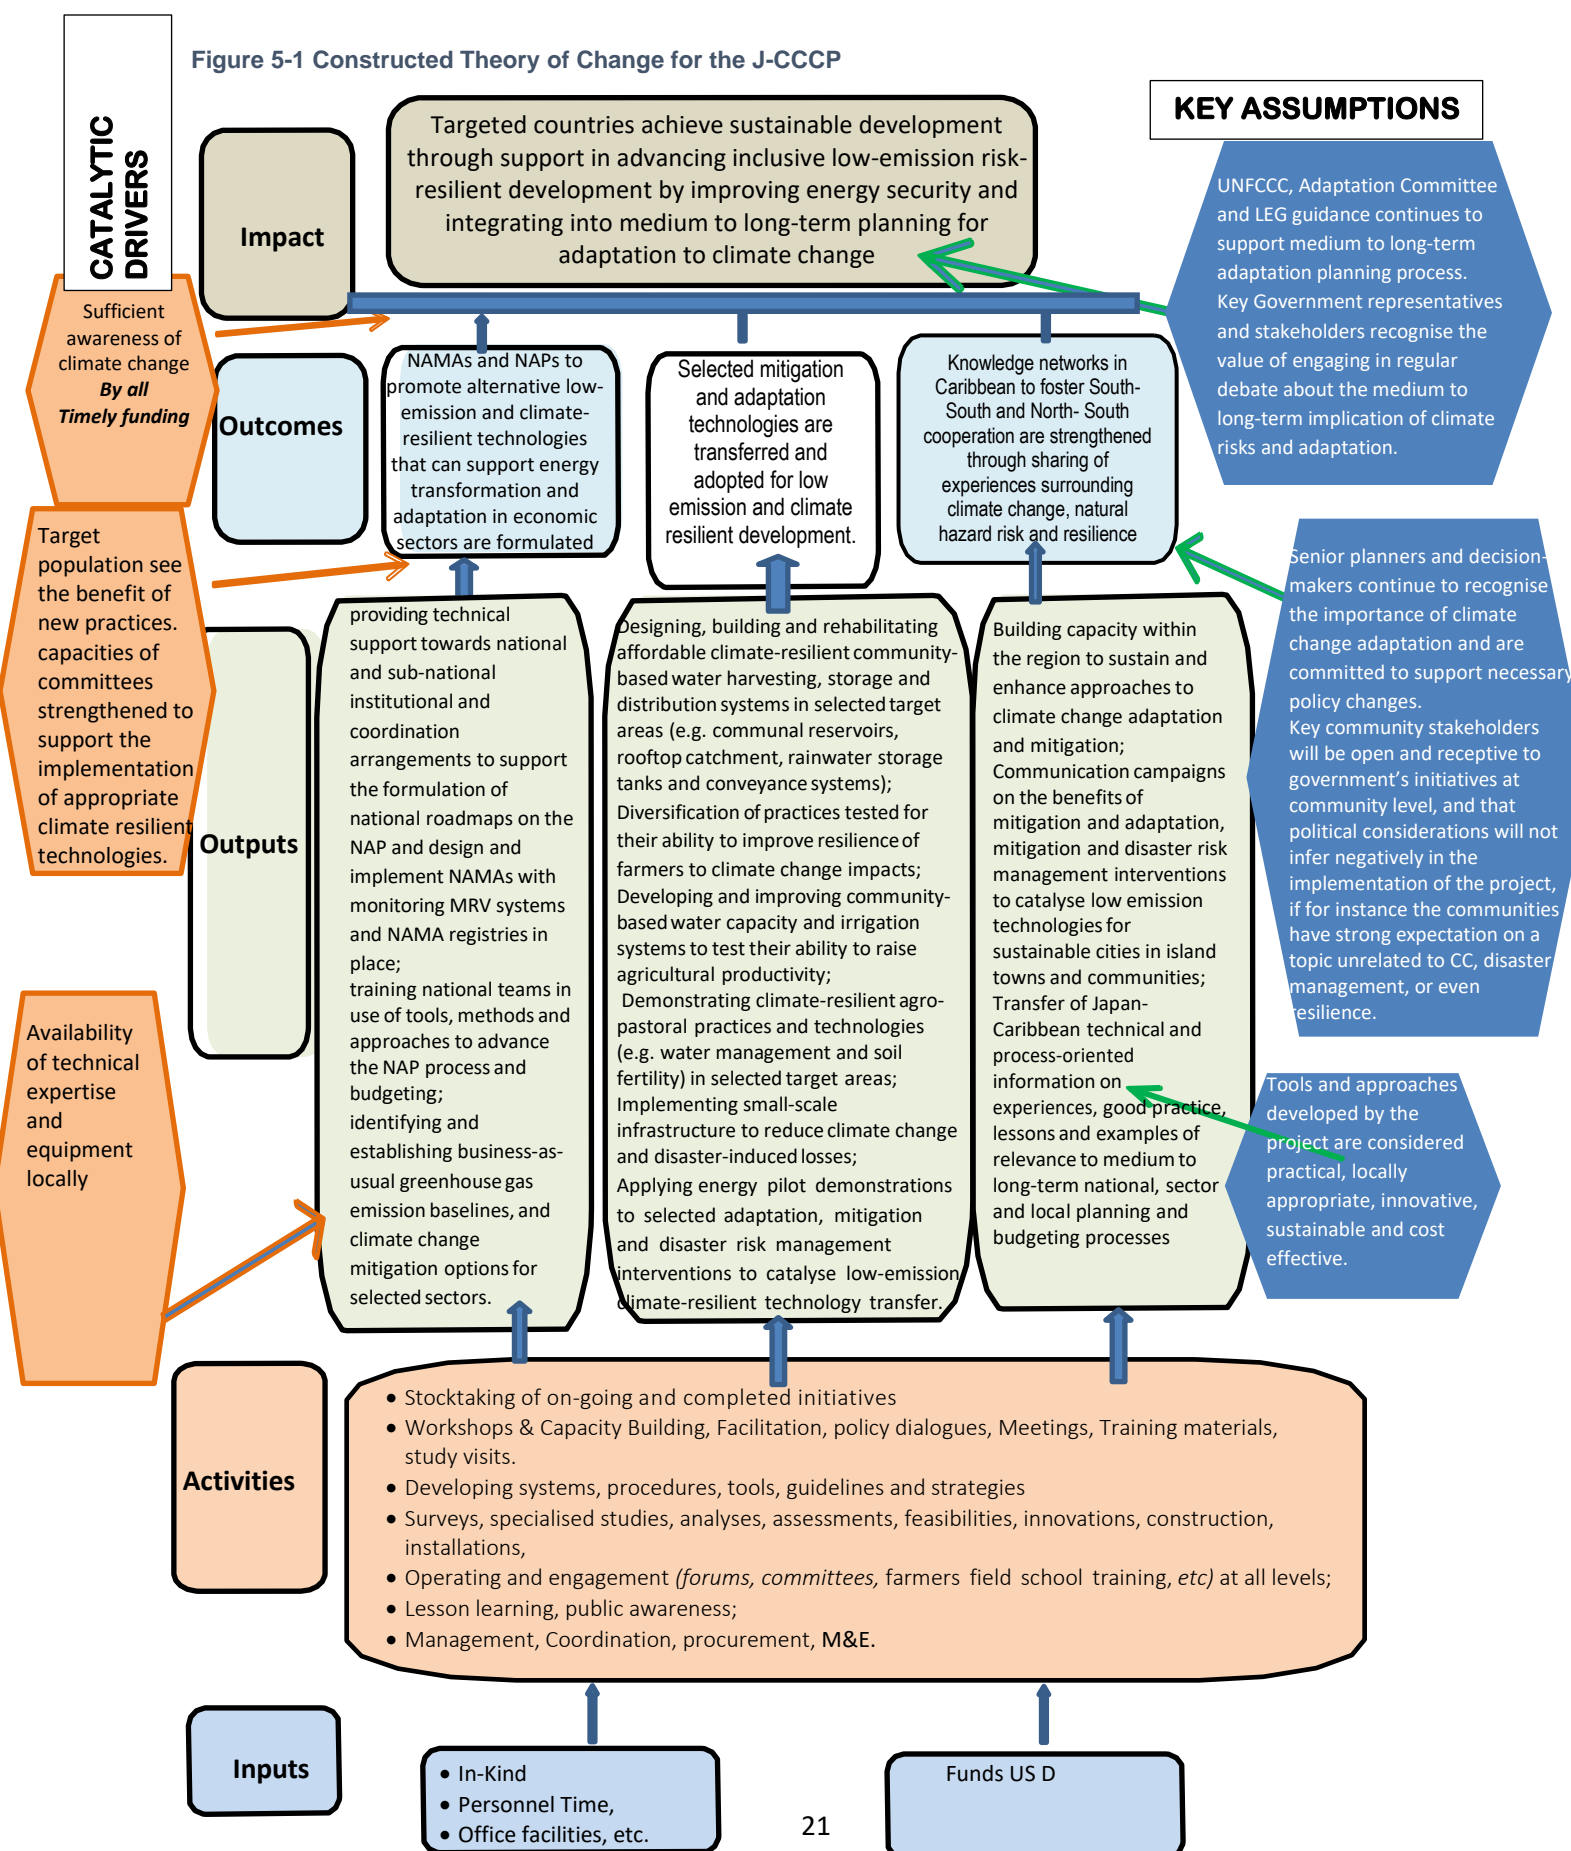 Figure 5-1 Constructed Theory of Change for the J-CCCP
CATALYTIC
DRIVERS
KEY ASSUMPTIONS
Impact
Targeted countries achieve sustainable development
through support in advancing inclusive low-emission risk-
resilient development by improving energy security and
integrating into medium to long-term planning for
adaptation to climate change
UNFCCC, Adaptation Committee
and LEG guidance continues to
support medium to long-term
adaptation planning process.
Key Government representatives
and stakeholders recognise the
value of engaging in regular
debate about the medium to
long-term implication of climate
risks and adaptation.
Sufficient
awareness of
climate change
By all
Timely funding
Outcomes
NAMAs and NAPs to
promote alternative low-
emission and climate-
resilient technologies
that can support energy
transformation and
adaptation in economic
sectors are formulated
Selected mitigation
and adaptation
technologies are
transferred and
adopted for low
emission and climate
resilient development.
Knowledge networks in
Caribbean to foster South-
South and North- South
cooperation are strengthened
through sharing of
experiences surrounding
climate change, natural
hazard risk and resilience
Target
population see
the benefit of
new practices.
capacities of
committees
strengthened to
support the
implementation
of appropriate
climate resilient
technologies.
Senior planners and decision-
makers continue to recognise
the importance of climate
change adaptation and are
committed to support necessary
policy changes.
Key community stakeholders
will be open and receptive to
government’s initiatives at
community level, and that
political considerations will not
infer negatively in the
implementation of the project,
if for instance the communities
have strong expectation on a
topic unrelated to CC, disaster
management, or even
resilience.
Outputs
providing technical
support towards national
and sub-national
institutional and
coordination
arrangements to support
the formulation of
national roadmaps on the
NAP and design and
implement NAMAs with
monitoring MRV systems
and NAMA registries in
place;
training national teams in
use of tools, methods and
approaches to advance
the NAP process and
budgeting;
identifying and
establishing business-as-
usual greenhouse gas
emission baselines, and
climate change
mitigation options for
selected sectors.
Designing, building and rehabilitating
affordable climate-resilient community-
based water harvesting, storage and
distribution systems in selected target
areas (e.g. communal reservoirs,
rooftop catchment, rainwater storage
tanks and conveyance systems);
Diversification of practices tested for
their ability to improve resilience of
farmers to climate change impacts;
Developing and improving community-
based water capacity and irrigation
systems to test their ability to raise
agricultural productivity;
Demonstrating climate-resilient agro-
pastoral practices and technologies
(e.g. water management and soil
fertility) in selected target areas;
Implementing small-scale
infrastructure to reduce climate change
and disaster-induced losses;
Applying energy pilot demonstrations
to selected adaptation, mitigation
and disaster risk management
interventions to catalyse low-emission
climate-resilient technology transfer.
Building capacity within
the region to sustain and
enhance approaches to
climate change adaptation
and mitigation;
Communication campaigns
on the benefits of
mitigation and adaptation,
mitigation and disaster risk
management interventions
to catalyse low emission
technologies for
sustainable cities in island
towns and communities;
Transfer of Japan-
Caribbean technical and
process-oriented
information on
experiences, good practice,
lessons and examples of
relevance to medium to
long-term national, sector
and local planning and
budgeting processes
Availability
of technical
expertise
and
equipment
locally
Tools and approaches
developed by the
project are considered
practical, locally
appropriate, innovative,
sustainable and cost
effective.
Activities
• Stocktaking of on-going and completed initiatives
• Workshops & Capacity Building, Facilitation, policy dialogues, Meetings, Training materials,
study visits.
• Developing systems, procedures, tools, guidelines and strategies
• Surveys, specialised studies, analyses, assessments, feasibilities, innovations, construction,
installations,
• Operating and engagement (forums, committees, farmers field school training, etc) at all levels;
• Lesson learning, public awareness;
• Management, Coordination, procurement, M&E.
Inputs
• In-Kind
• Personnel Time,
• Office facilities, etc.
Funds US D
21